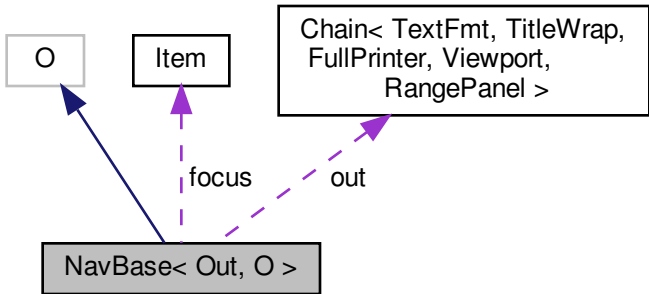 O
Item
Chain< TextFmt, TitleWrap,
FullPrinter, Viewport,
RangePanel >
focus
out
NavBase< Out, O >